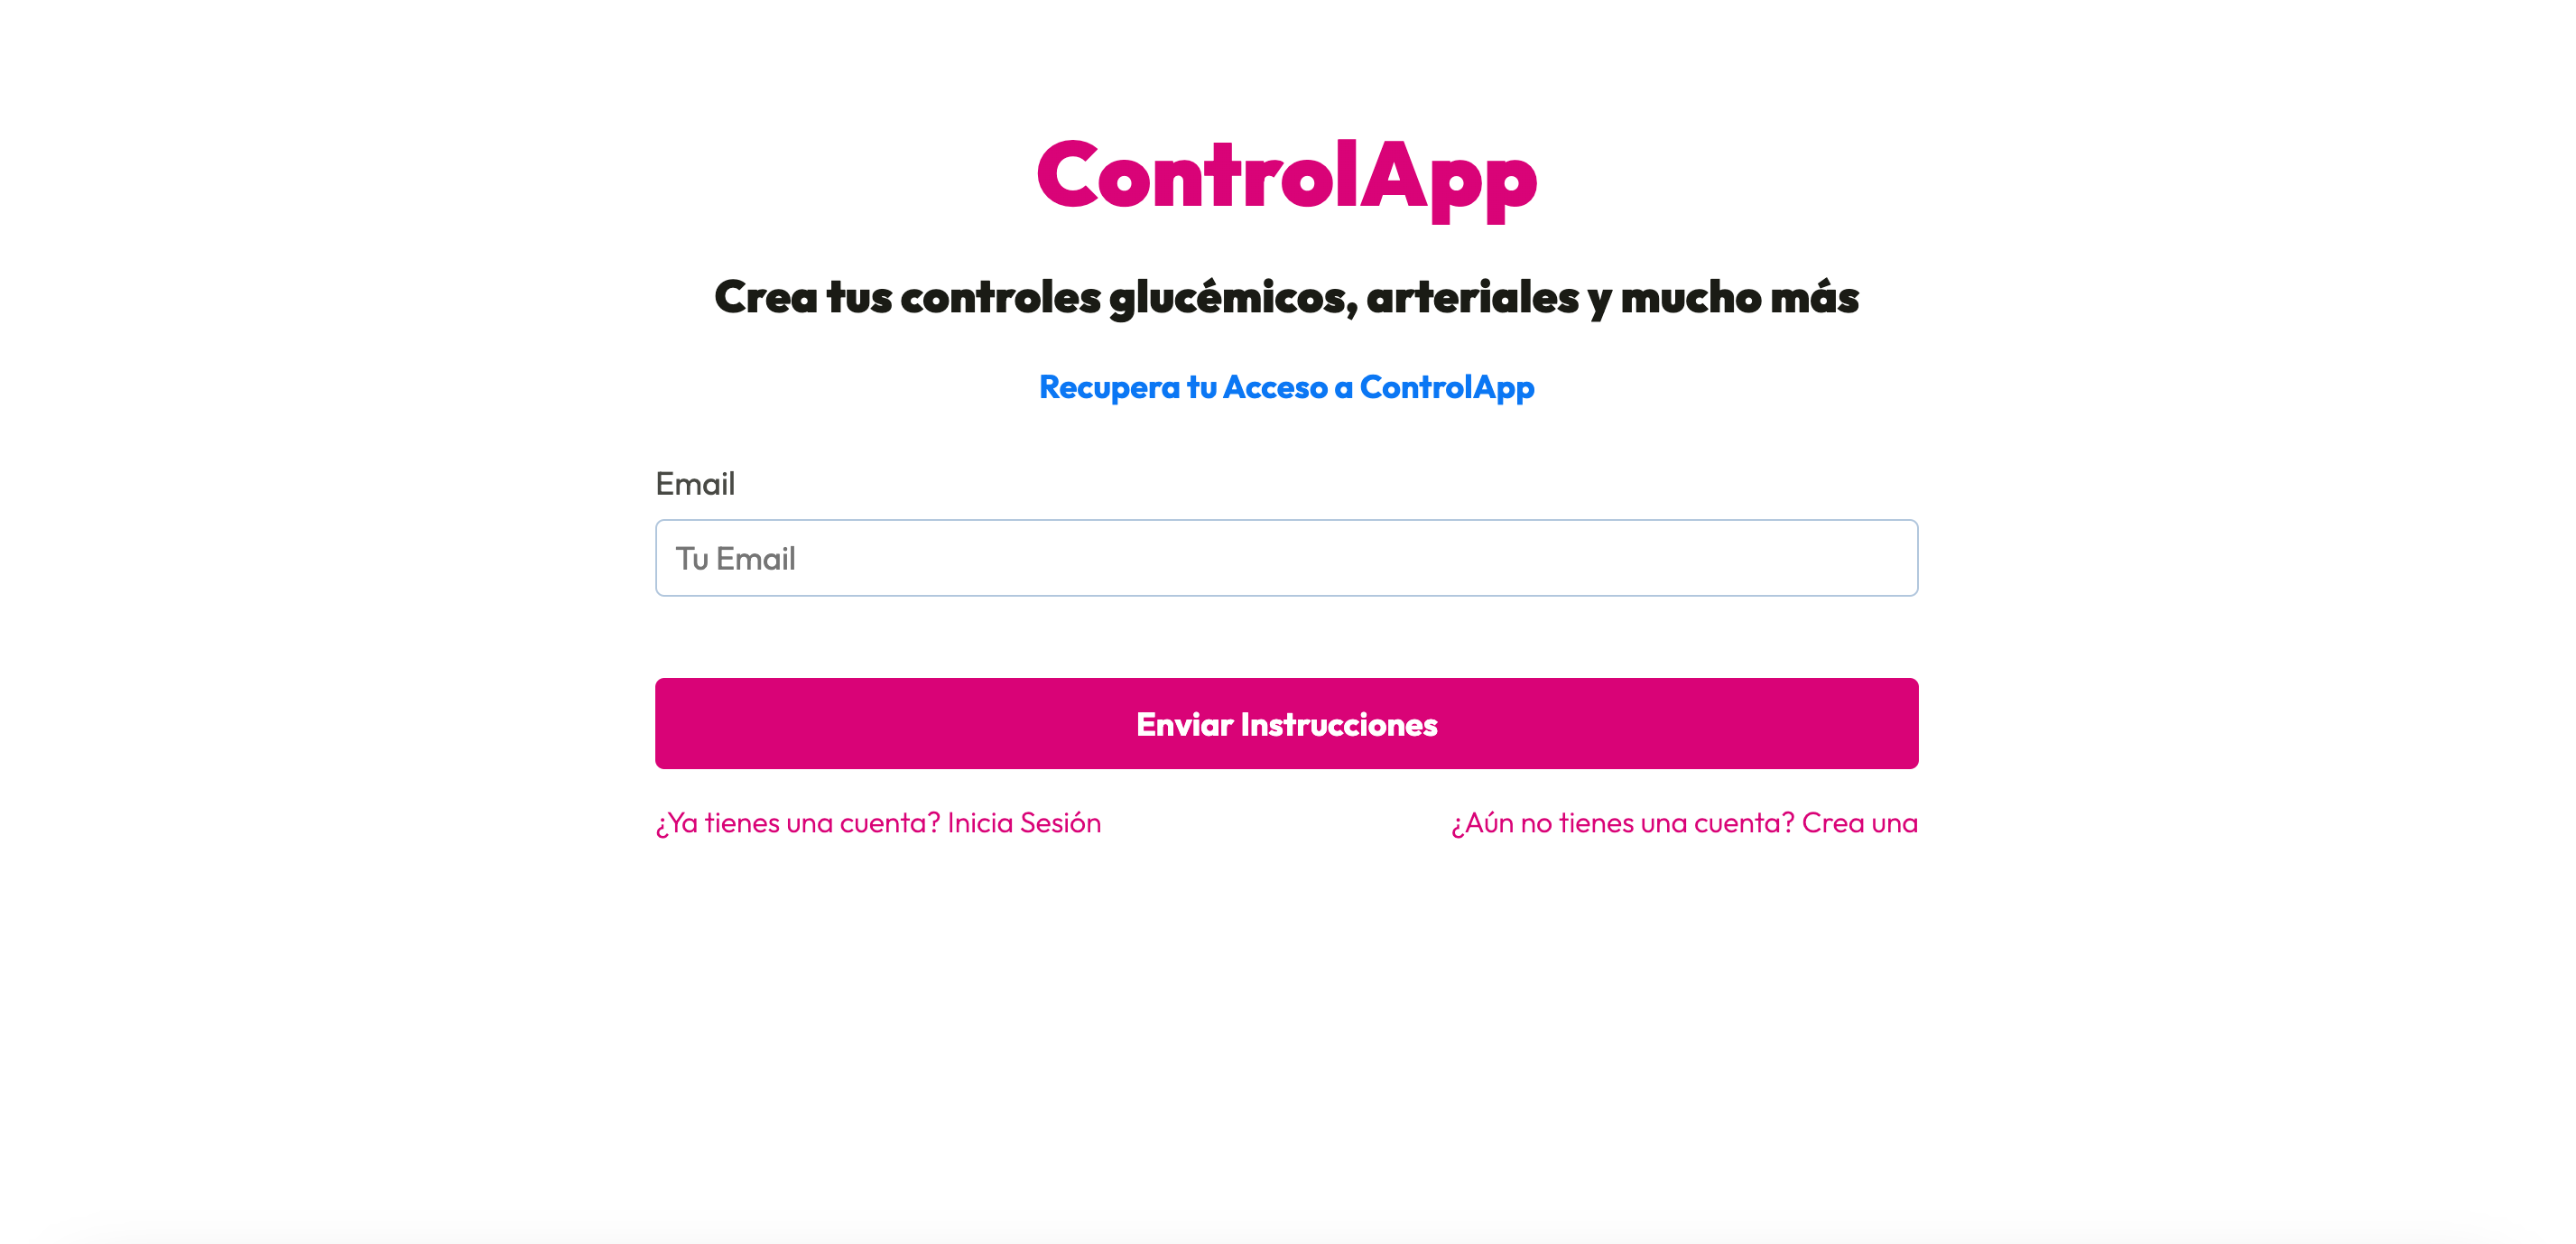 ControlApp
Crea tus controles glucémicos, arteriales y mucho más
Recupera tu Acceso a ControlApp
Email
Tu Email
Enviar Instrucciones
¿Ya tienes una cuenta? Inicia Sesión
¿Aún no tienes una cuenta? Crea una